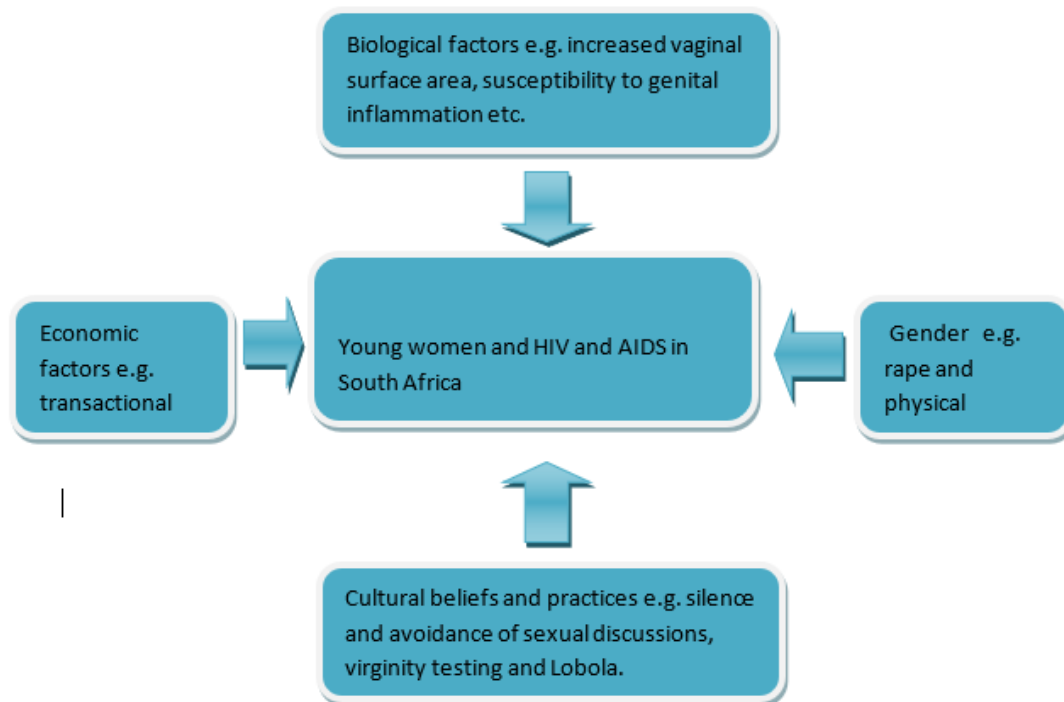 Biological factors e.g. increased vaginal
surface area, susceptibility to genital
inflammation etc.
Economic
factors e.g.
transactional
Young women and HIV and AIDS in
South Africa
Gender e.g.
rape and
physical
Cultural beliefs and practices e.g. silence
and avoidance of sexual discussions,
virginity testing and Lobola.